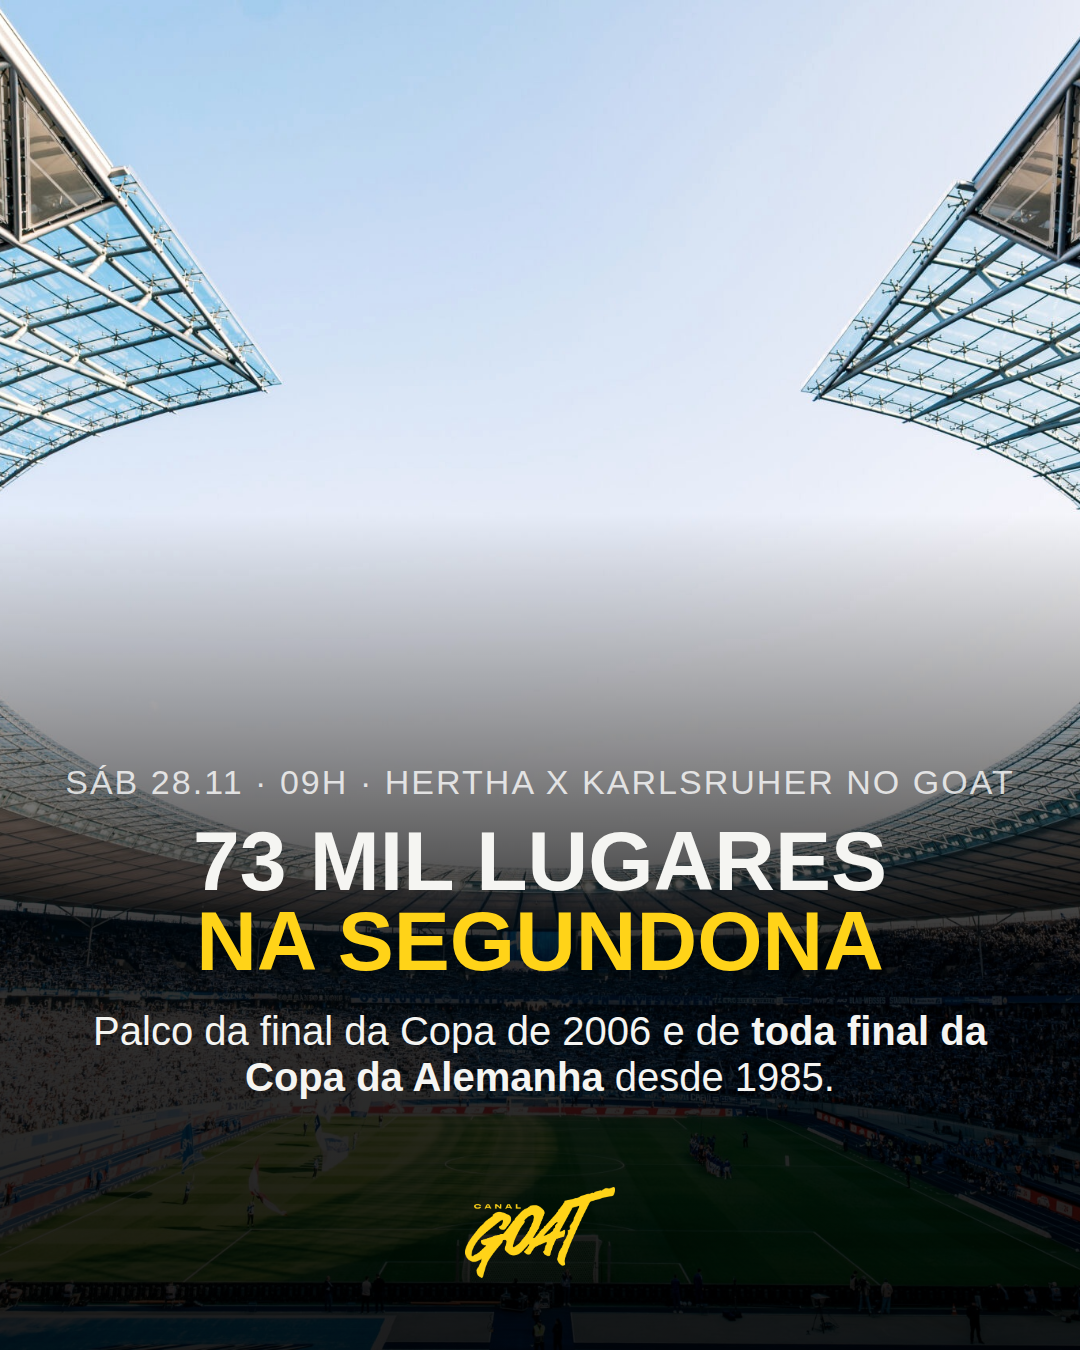 SÁB 28.11 · 09H · HERTHA X KARLSRUHER NO GOAT
73 MIL LUGARES
NA SEGUNDONA
Palco da final da Copa de 2006 e de toda final da
Copa da Alemanha desde 1985.
CANAL
GOAT